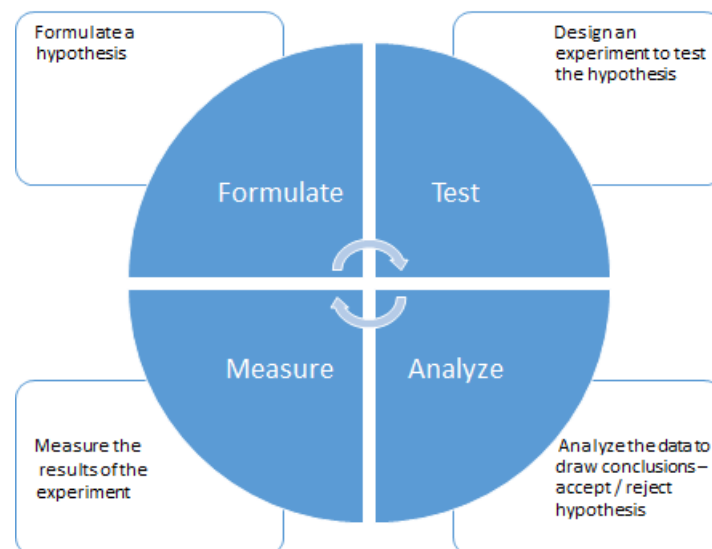 Formulate a
hypothesis
Design an
experiment to test
the hypothesis
Formulate
Test
Measure
Analyze
Measure the
results of the
experiment
Analyze the data to
draw conclusions –
accept / reject
hypothesis